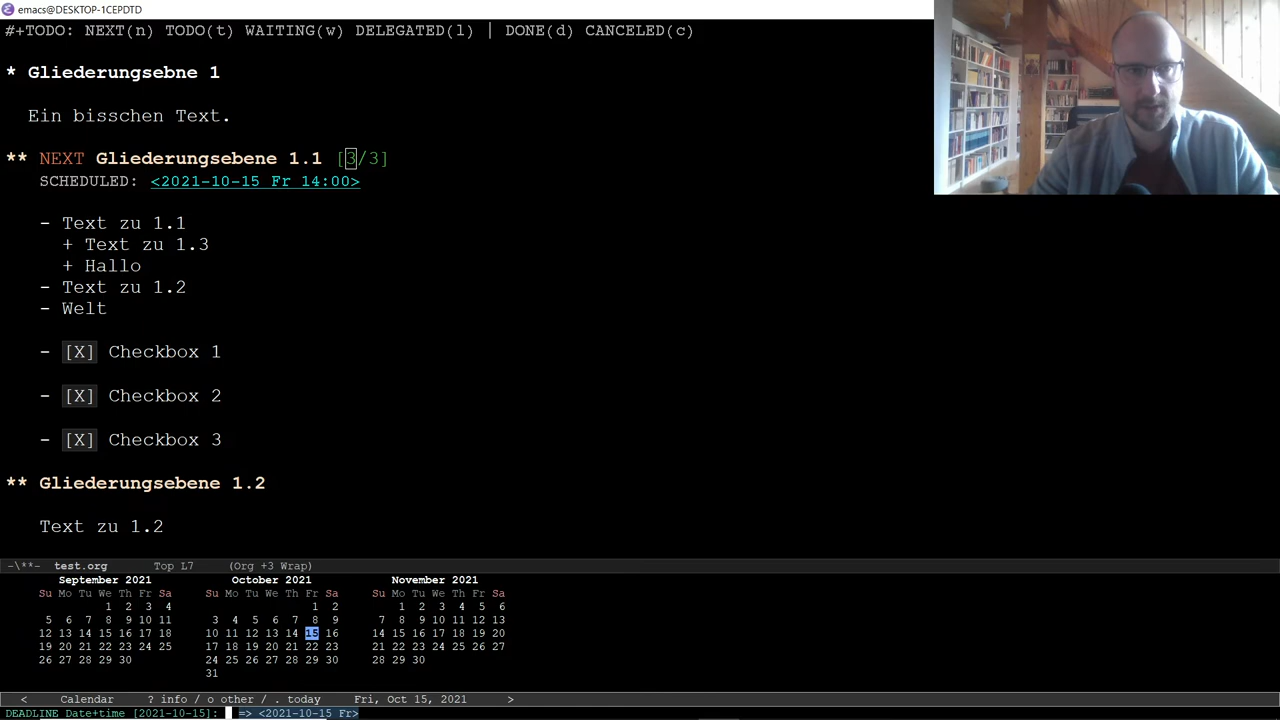 emacs@DESKTOP-1CEPDTD
#+TODO: NEXT(n) TODO(t) WAITING(w) DELEGATED(l) | DONE(d) CANCELED(c)
* Gliederungsebne 1
Ein bisschen Text.
** NEXT Gliederungsebene 1.1 [3/3]
SCHEDULED: <2021-10-15 Fr 14:00>
- Text zu 1.1
+ Text zu 1.3
+ Hallo
- Text zu 1.2
- Welt
- [X] Checkbox 1
- [X] Checkbox 2
- [X] Checkbox 3
** Gliederungsebene 1.2
Text zu 1.2
-\**- test.org Top L7 (Org +3 Wrap)
September 2021 October 2021 November 2021
Su Mo Tu We Th Fr Sa Su Mo Tu We Th Fr Sa Su Mo Tu We Th Fr Sa
1 2 3 4 1 2 1 2 3 4 5 6
5 6 7 8 9 10 11 3 4 5 6 7 8 9 7 8 9 10 11 12 13
12 13 14 15 16 17 18 10 11 12 13 14 15 16 14 15 16 17 18 19 20
19 20 21 22 23 24 25 17 18 19 20 21 22 23 21 22 23 24 25 26 27
26 27 28 29 30 24 25 26 27 28 29 30 28 29 30
31
< Calendar ? info / o other / . today Fri, Oct 15, 2021 >
DEADLINE Date+time [2021-10-15]: => <2021-10-15 Fr>